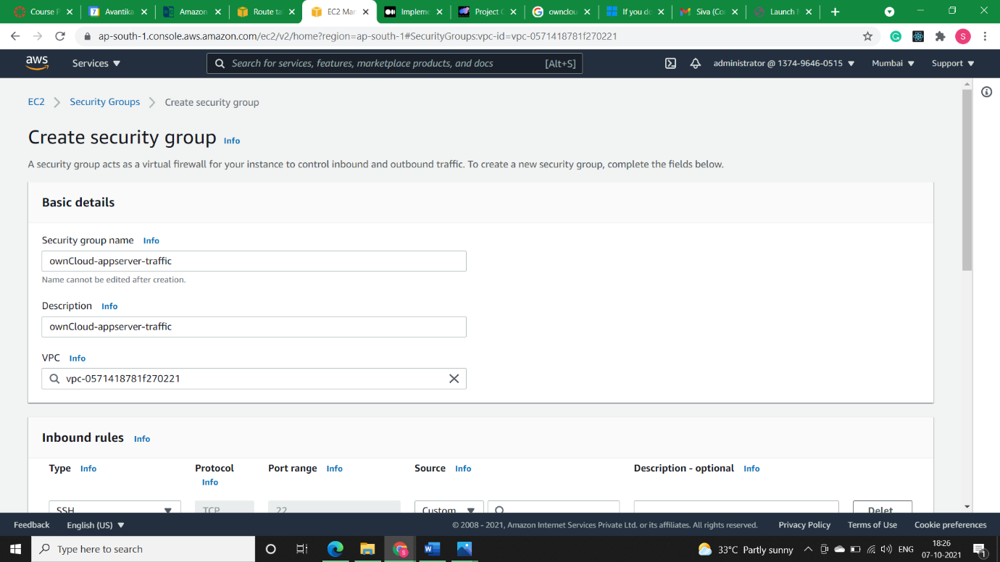 Course P
Avantika
Amazon
Route ta
EC2 Mar
Impleme
Project C
ownclou
If you do
Siva (Co
Launch
ap-south-1.console.aws.amazon.com/ec2/v2/home?region=ap-south-1#SecurityGroups:vpc-id=vpc-0571418781f270221
S
aws Services Search for services, features, marketplace products, and docs [Alt+S] administrator @ 1374-9646-0515 Mumbai Support
EC2 Security Groups Create security group
Create security group Info
A security group acts as a virtual firewall for your instance to control inbound and outbound traffic. To create a new security group, complete the fields below.
Basic details
Security group name Info
ownCloud-appserver-traffic
Name cannot be edited after creation.
Description Info
ownCloud-appserver-traffic
VPC Info
vpc-0571418781f270221
Inbound rules Info
Type Info Protocol Info Port range Info Source Info Description - optional Info
SSH TCP 22 Custom Delet
Feedback English (US) © 2008 - 2021, Amazon Internet Services Private Ltd. or its affiliates. All rights reserved. Privacy Policy Terms of Use Cookie preferences
Type here to search 33°C Partly sunny ENG 18:26
07-10-2021
1